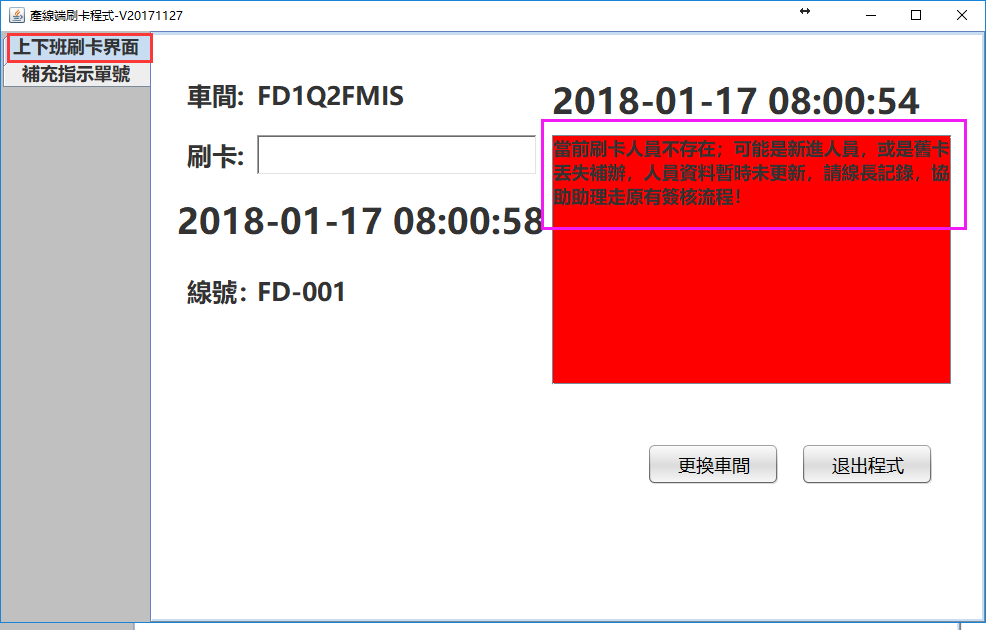 產線端刷卡程式-V20171127
上下班刷卡界面
補充指示單號
車間: FD1Q2FMIS
2018-01-17 08:00:54
刷卡:
當前刷卡人員不存在；可能是新進人員，或是舊卡
丟失補辦，人員資料暫時未更新，請線長記錄，協
助助理走原有簽核流程！
2018-01-17 08:00:58
線號: FD-001
更換車間
退出程式